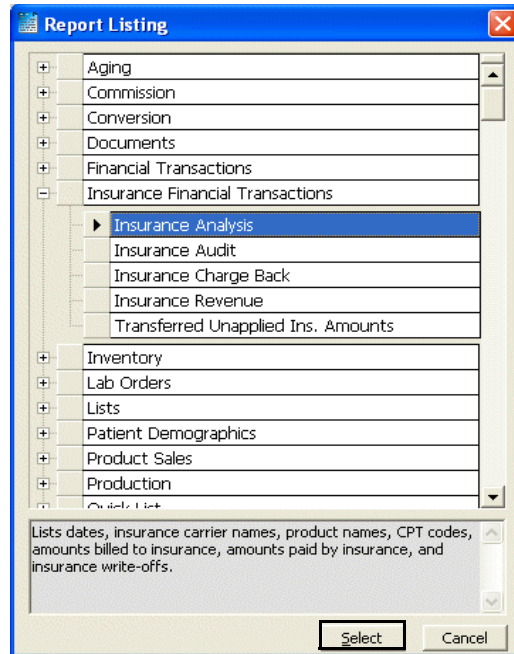 Report Listing
Aging
Commission
Conversion
Documents
Financial Transactions
Insurance Financial Transactions
Insurance Analysis
Insurance Audit
Insurance Charge Back
Insurance Revenue
Transferred Unapplied Ins. Amounts
Inventory
Lab Orders
Lists
Patient Demographics
Product Sales
Production
Quick List
Lists dates, insurance carrier names, product names, CPT codes,
amounts billed to insurance, amounts paid by insurance, and
insurance write-offs.
Select Cancel